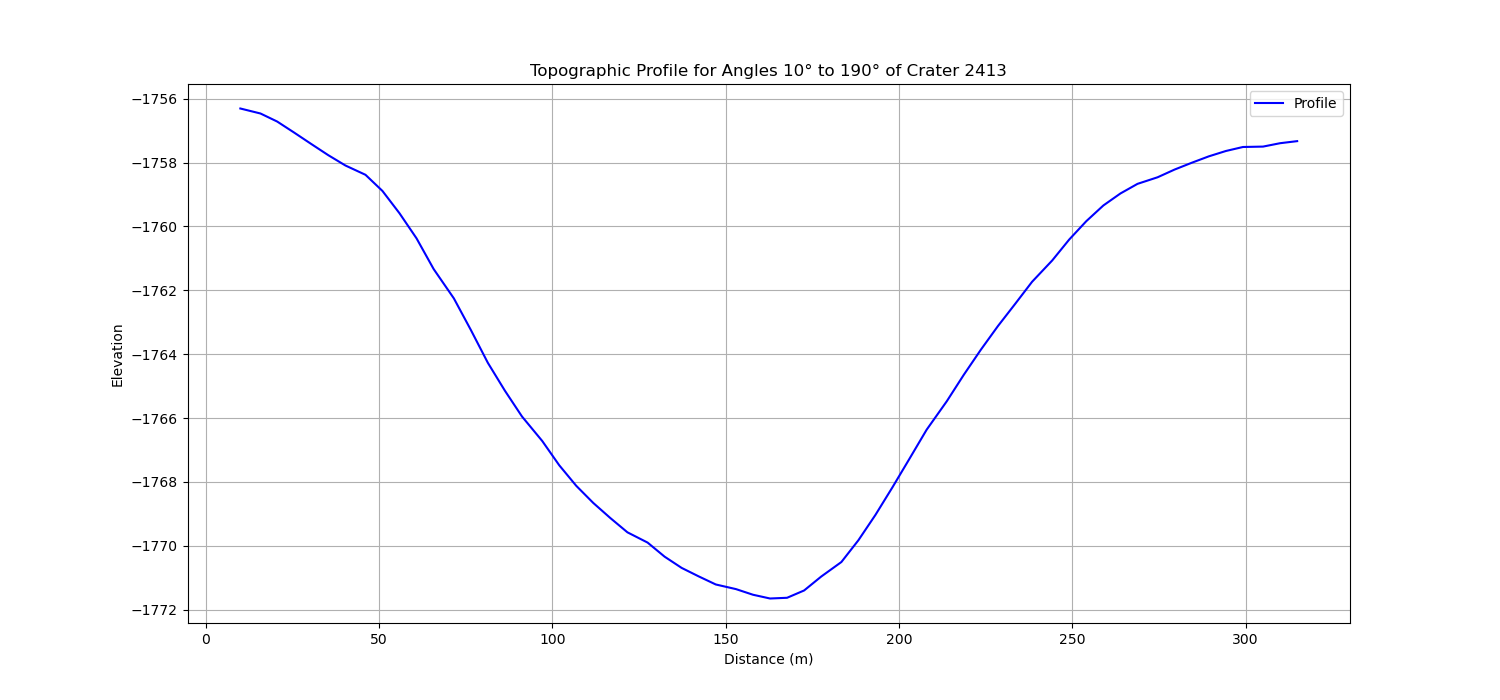 Topographic Profile for Angles 10° to 190° of Crater 2413
Profile
Elevation
−1756
−1758
−1760
−1762
−1764
−1766
−1768
−1770
−1772
0 50 100 150 200 250 300
Distance (m)